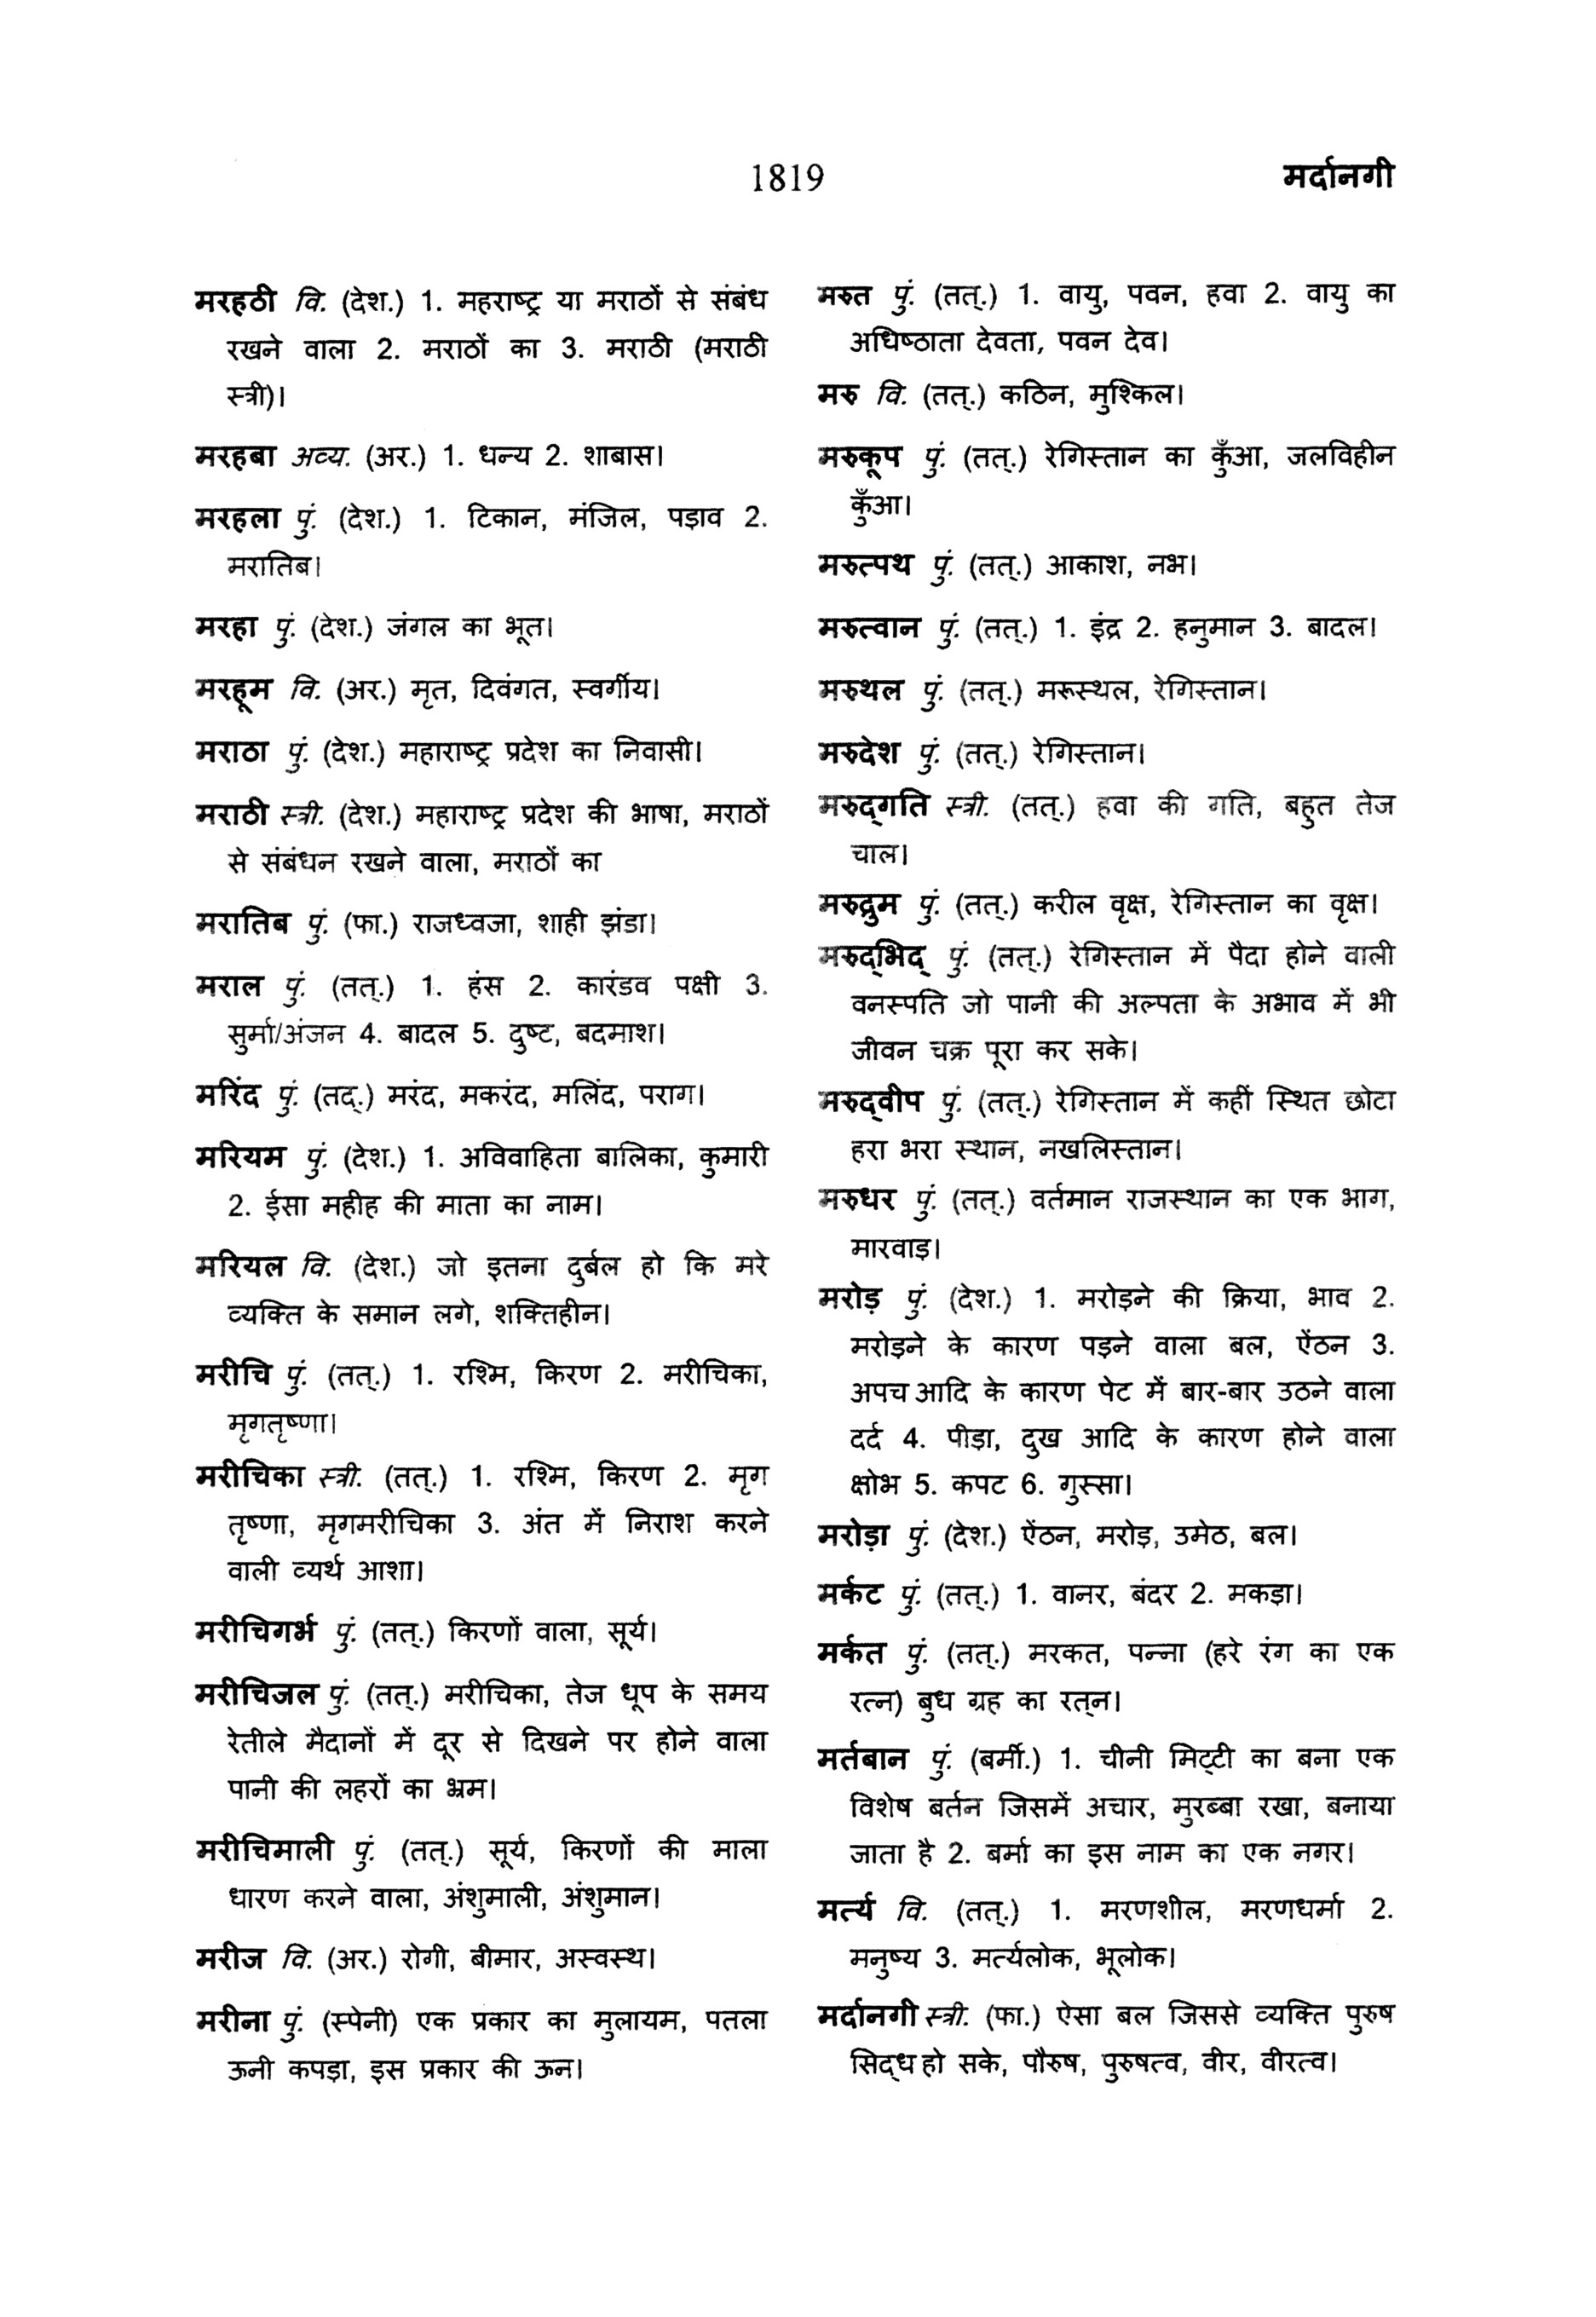 1819
मर्दानगी
मरहठी वि. (देश.) 1. महराष्ट्र या मराठों से संबंध
रखने वाला 2. मराठों का 3. मराठी (मराठी
स्त्री)।
मरहबा अव्य. (अर.) 1. धन्य 2. शाबास।
मरहला पुं. (देश.) 1. टिकान, मंजिल, पड़ाव 2.
मरातिब।
मरहा पुं. (देश.) जंगल का भूत।
मरहूम वि. (अर.) मृत, दिवंगत, स्वर्गीय।
मराठा पुं. (देश.) महाराष्ट्र प्रदेश का निवासी।
मराठी स्त्री. (देश.) महाराष्ट्र प्रदेश की भाषा, मराठों
से संबंधन रखने वाला, मराठों का
मरातिब पुं. (फा.) राजध्वजा, शाही झंडा।
मराल पुं. (तत्.) 1. हंस 2. कारंडव पक्षी 3.
सुर्मा/अंजन 4. बादल 5. दुष्ट, बदमाश।
मरिंद पुं. (तद्.) मरंद, मकरंद, मलिंद, पराग।
मरियम पुं. (देश.) 1. अविवाहिता बालिका, कुमारी
2. ईसा महीह की माता का नाम।
मरियल वि. (देश.) जो इतना दुर्बल हो कि मरे
व्यक्ति के समान लगे, शक्तिहीन।
मरीचि पुं. (तत्.) 1. रश्मि, किरण 2. मरीचिका,
मृगतृष्णा।
मरीचिका स्त्री. (तत्.) 1. रश्मि, किरण 2. मृग
तृष्णा, मृगमरीचिका 3. अंत में निराश करने
वाली व्यर्थ आशा।
मरीचिगर्भ पुं. (तत्.) किरणों वाला, सूर्य।
मरीचिजल पुं. (तत्.) मरीचिका, तेज धूप के समय
रेतीले मैदानों में दूर से दिखने पर होने वाला
पानी की लहरों का भ्रम।
मरीचिमाली पुं. (तत्.) सूर्य, किरणों की माला
धारण करने वाला, अंशुमाली, अंशुमान।
मरीज वि. (अर.) रोगी, बीमार, अस्वस्थ।
मरीना पुं. (स्पेनी) एक प्रकार का मुलायम, पतला
ऊनी कपड़ा, इस प्रकार की ऊन।
मरुत पुं. (तत्.) 1. वायु, पवन, हवा 2. वायु का
अधिष्ठाता देवता, पवन देव।
मरु वि. (तत्.) कठिन, मुश्किल।
मरुकूप पुं. (तत्.) रेगिस्तान का कुँआ, जलविहीन
कुँआ।
मरुत्पथ पुं. (तत्.) आकाश, नभ।
मरुत्वान पुं. (तत्.) 1. इंद्र 2. हनुमान 3. बादल।
मरुथल पुं. (तत्.) मरूस्थल, रेगिस्तान।
मरुदेश पुं. (तत्.) रेगिस्तान।
मरुद्‌गति स्त्री. (तत्.) हवा की गति, बहुत तेज
चाल।
मरुद्रुम पुं. (तत्.) करील वृक्ष, रेगिस्तान का वृक्ष।
मरुद्‌भिद् पुं. (तत्.) रेगिस्तान में पैदा होने वाली
वनस्पति जो पानी की अल्पता के अभाव में भी
जीवन चक्र पूरा कर सके।
मरुद्‌वीप पुं. (तत्.) रेगिस्तान में कहीं स्थित छोटा
हरा भरा स्थान, नखलिस्तान।
मरुधर पुं. (तत्.) वर्तमान राजस्थान का एक भाग,
मारवाड़।
मरोड़ पुं. (देश.) 1. मरोड़ने की क्रिया, भाव 2.
मरोड़ने के कारण पड़ने वाला बल, ऐंठन 3.
अपच आदि के कारण पेट में बार-बार उठने वाला
दर्द 4. पीड़ा, दुख आदि के कारण होने वाला
क्षोभ 5. कपट 6. गुस्सा।
मरोड़ा पुं. (देश.) ऐंठन, मरोड़, उमेठ, बल।
मर्कट पुं. (तत्.) 1. वानर, बंदर 2. मकड़ा।
मर्कत पुं. (तत्.) मरकत, पन्ना (हरे रंग का एक
रत्न) बुध ग्रह का रत्‌न।
मर्तबान पुं. (बर्मी.) 1. चीनी मिट्‌टी का बना एक
विशेष बर्तन जिसमें अचार, मुरब्बा रखा, बनाया
जाता है 2. बर्मा का इस नाम का एक नगर।
मर्त्य वि. (तत्.) 1. मरणशील, मरणधर्मा 2.
मनुष्य 3. मर्त्यलोक, भूलोक।
मर्दानगी स्त्री. (फा.) ऐसा बल जिससे व्यक्ति पुरुष
सिद्‌ध हो सके, पौरुष, पुरुषत्व, वीर, वीरत्व।